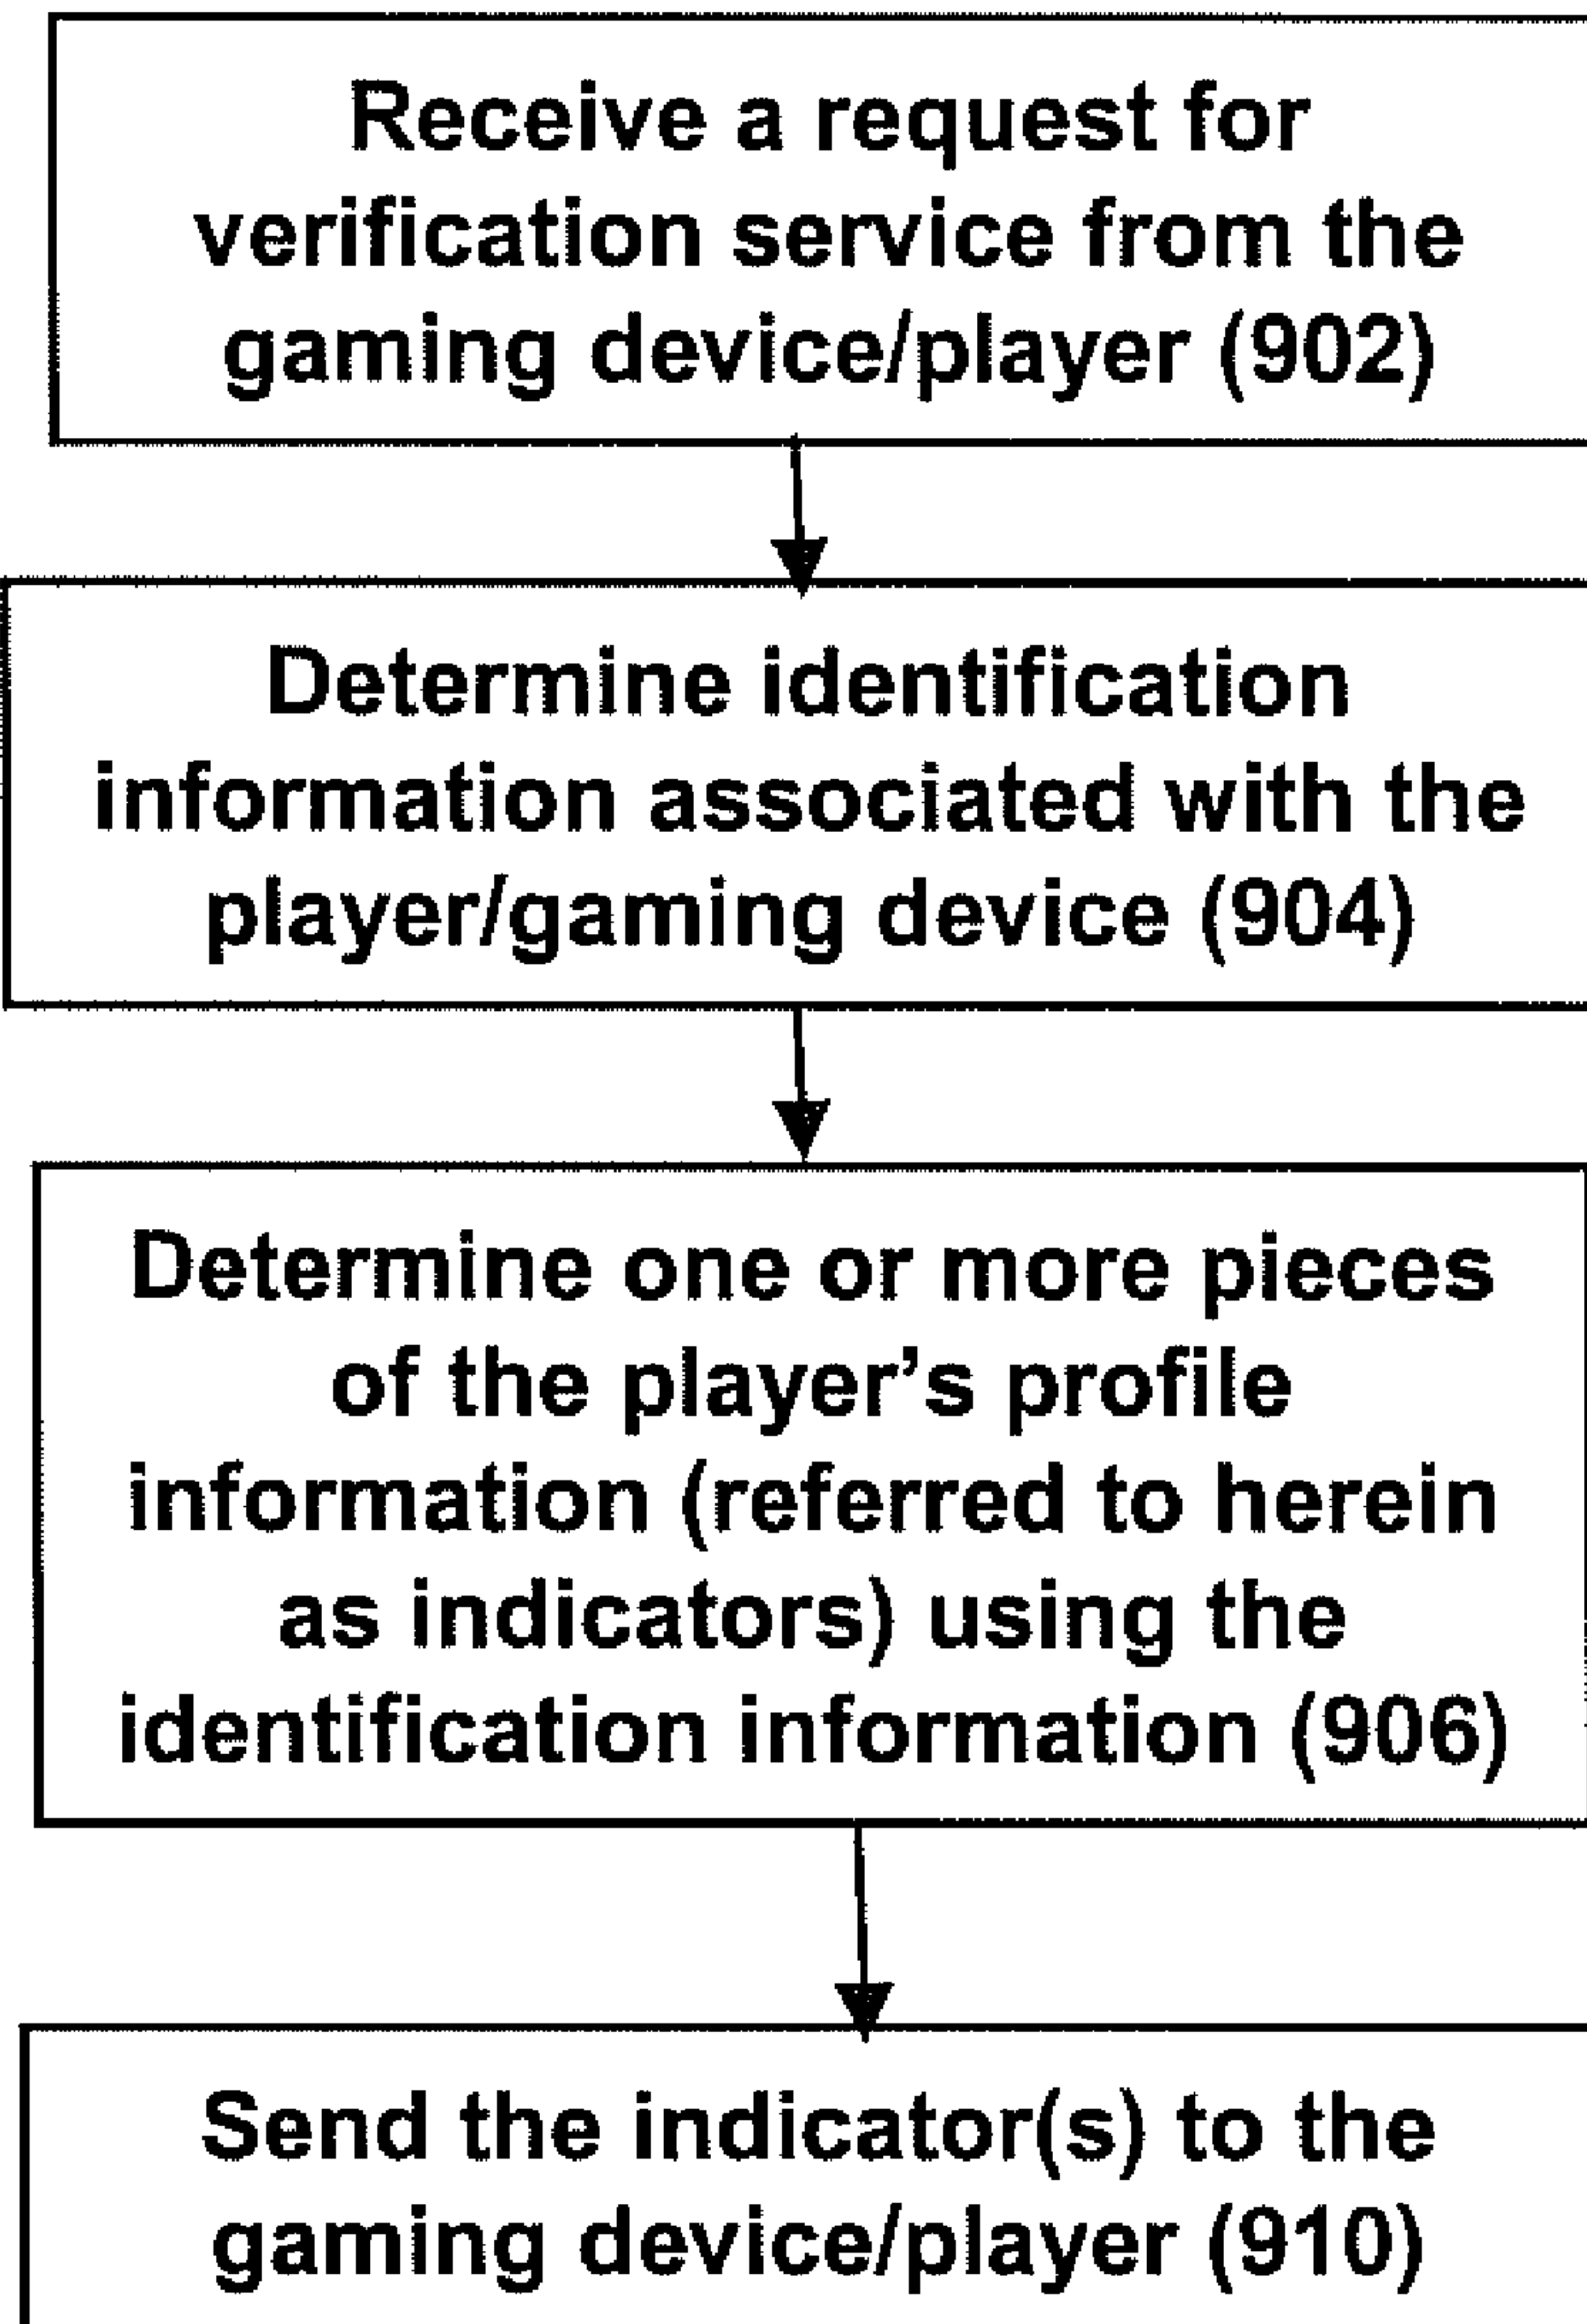 Receive a request for
verification service from the
gaming device/player (902)
Determine identification
information associated with the
player/gaming device (904)
Determine one or more pieces
of the player’s profile
information (referred to herein
as indicators) using the
identification information (906)
Send the indicator(s) to the
gaming device/player (910)